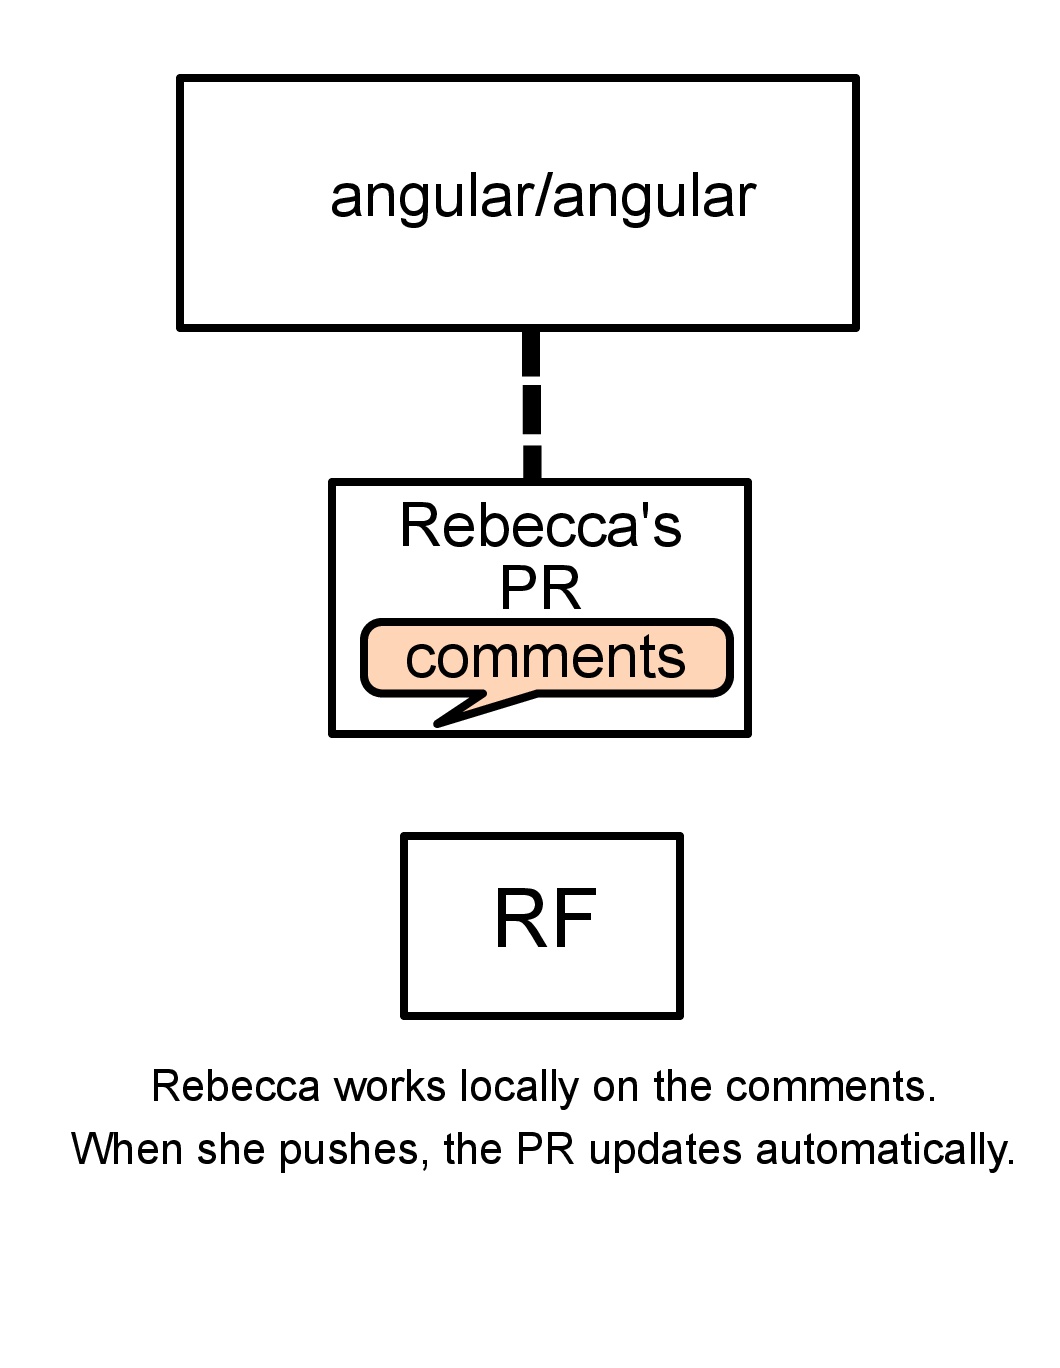 angular/angular
Rebecca's
PR
comments
RF
Rebecca works locally on the comments.
When she pushes, the PR updates automatically.